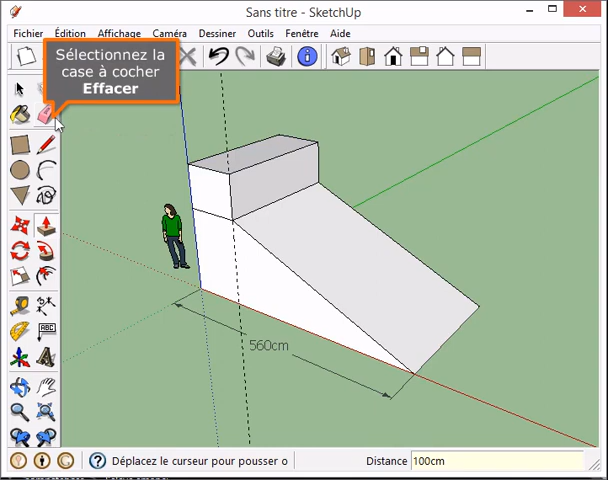 Sans titre - SketchUp
Fichier Édition Affichage Caméra Dessiner Outils Fenêtre Aide
Sélectionnez la
case à cocher
Effacer
ABC
A
560cm
Déplacez le curseur pour pousser o
Distance 100cm